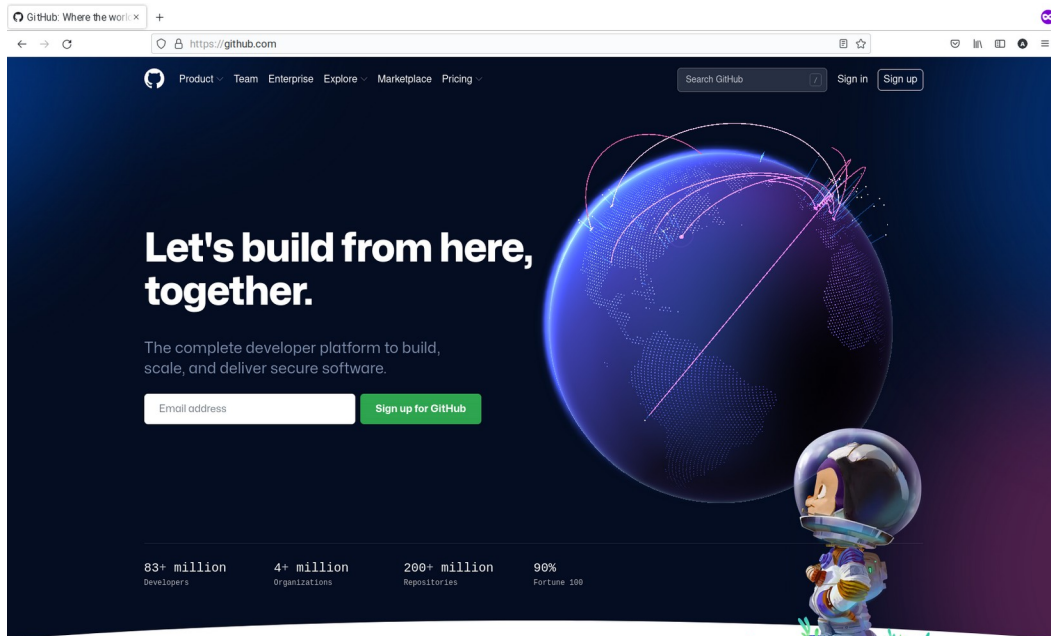 GitHub: Where the worl
https://github.com
Product Team Enterprise Explore Marketplace Pricing
Search GitHub /
Sign in Sign up
Let's build from here,
together.
The complete developer platform to build,
scale, and deliver secure software.
Email address
Sign up for GitHub
83+ million 4+ million 200+ million 90%
Developers Organizations Repositories Fortune 100